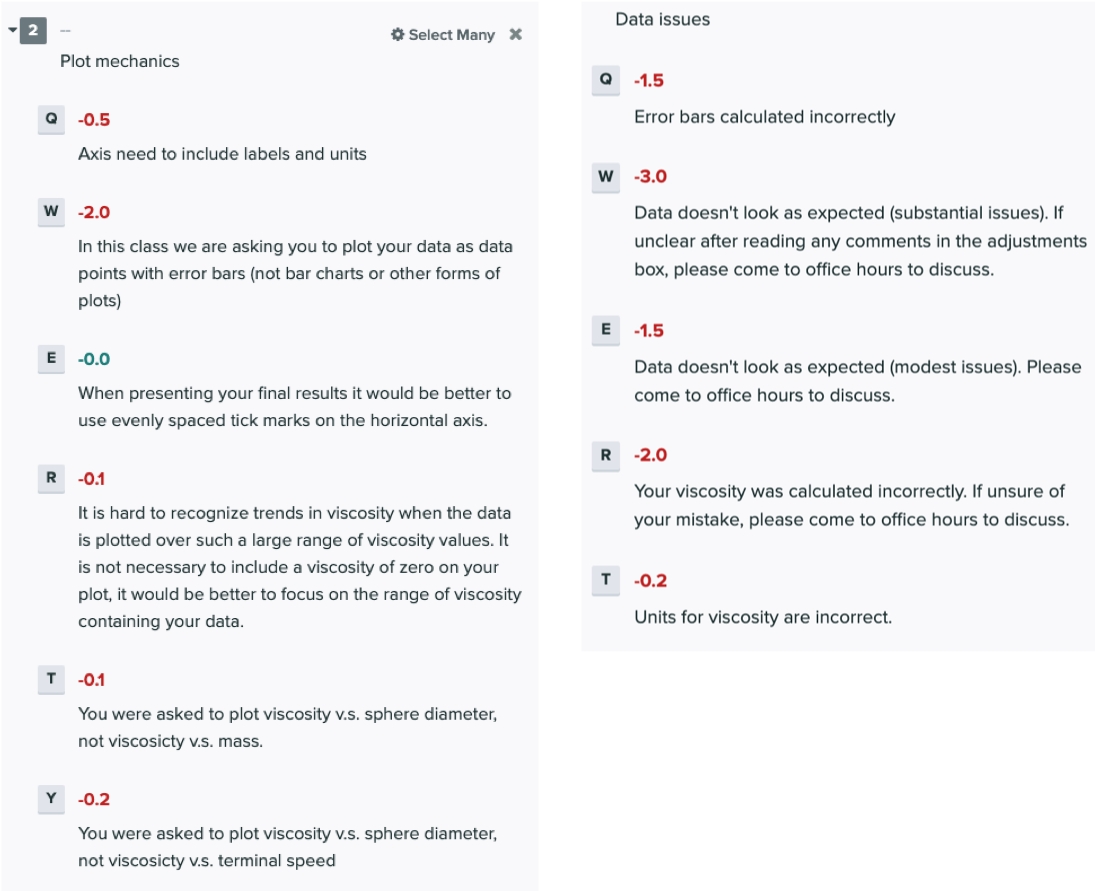 2
--
Select Many
Plot mechanics
Q
-0.5
Axis need to include labels and units
W
-2.0
In this class we are asking you to plot your data as data
points with error bars (not bar charts or other forms of
plots)
E
-0.0
When presenting your final results it would be better to
use evenly spaced tick marks on the horizontal axis.
R
-0.1
It is hard to recognize trends in viscosity when the data
is plotted over such a large range of viscosity values. It
is not necessary to include a viscosity of zero on your
plot, it would be better to focus on the range of viscosity
containing your data.
T
-0.1
You were asked to plot viscosity v.s. sphere diameter,
not viscosicty v.s. mass.
Y
-0.2
You were asked to plot viscosity v.s. sphere diameter,
not viscosicty v.s. terminal speed
Data issues
Q
-1.5
Error bars calculated incorrectly
W
-3.0
Data doesn't look as expected (substantial issues). If
unclear after reading any comments in the adjustments
box, please come to office hours to discuss.
E
-1.5
Data doesn't look as expected (modest issues). Please
come to office hours to discuss.
R
-2.0
Your viscosity was calculated incorrectly. If unsure of
your mistake, please come to office hours to discuss.
T
-0.2
Units for viscosity are incorrect.